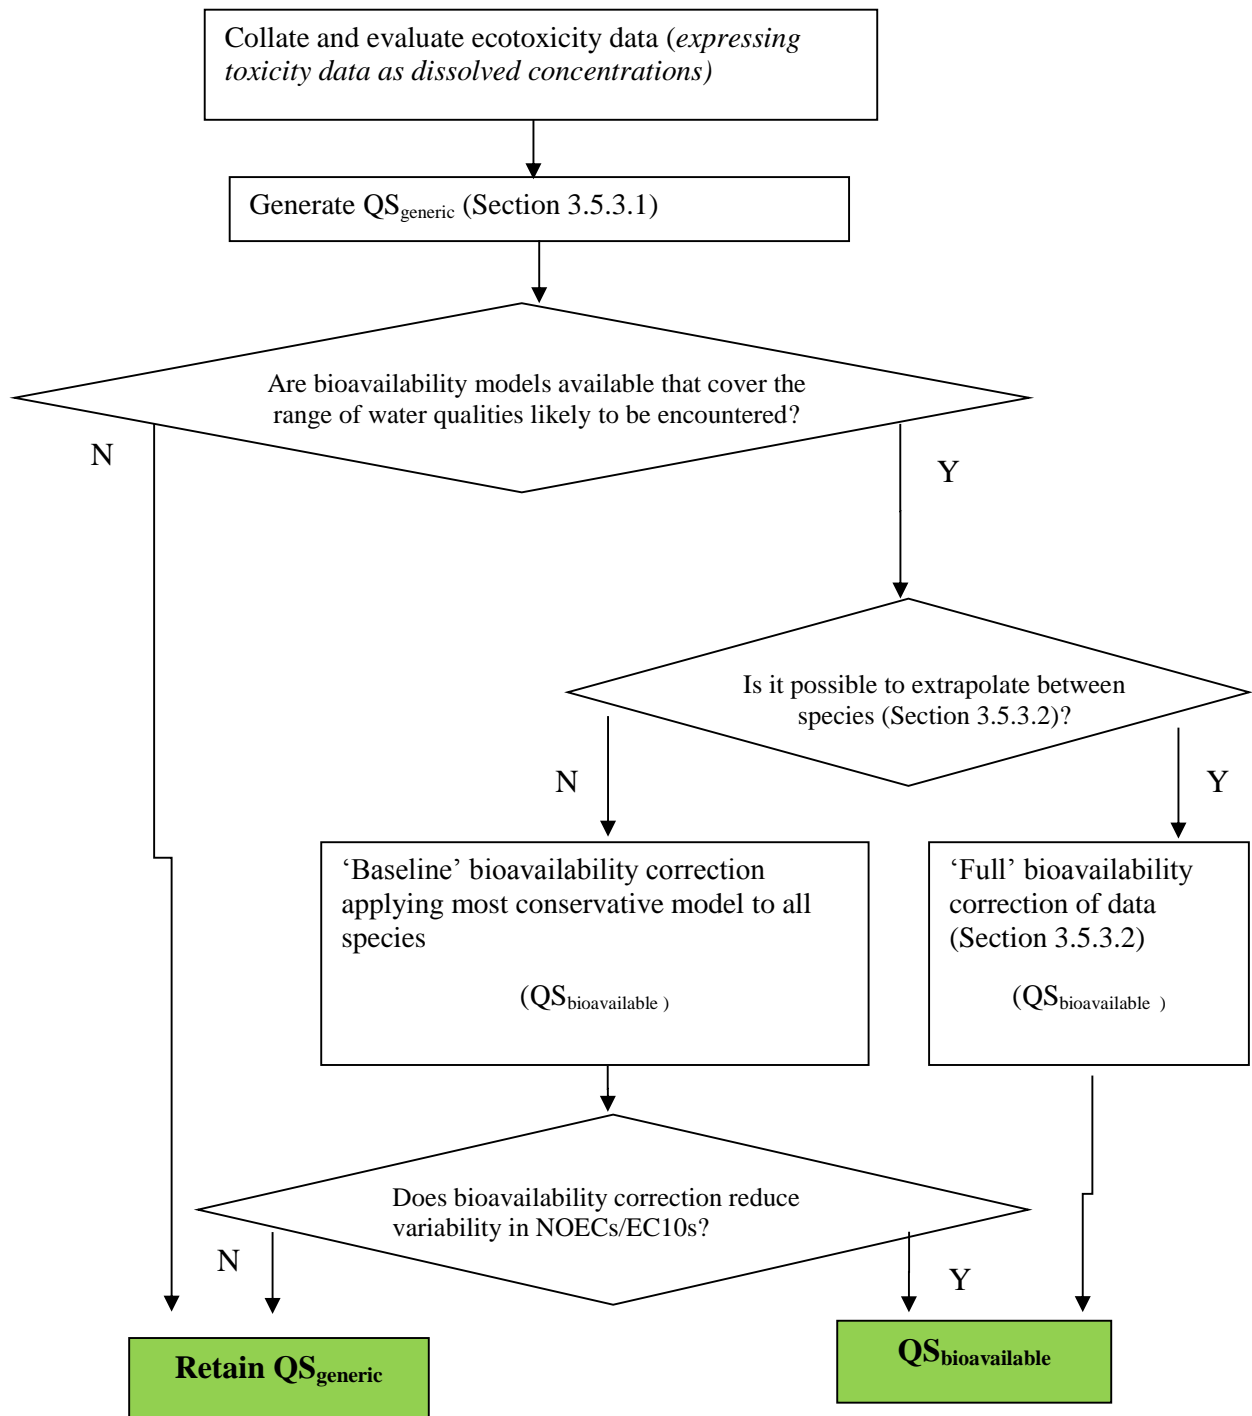 Collate and evaluate ecotoxicity data (expressing
toxicity data as dissolved concentrations)
Generate QSgeneric (Section 3.5.3.1)
Are bioavailability models available that cover the
range of water qualities likely to be encountered?
N
Y
Is it possible to extrapolate between
species (Section 3.5.3.2)?
N
Y
‘Baseline’ bioavailability correction
applying most conservative model to all
species
(QSbioavailable )
‘Full’ bioavailability
correction of data
(Section 3.5.3.2)
(QSbioavailable )
Does bioavailability correction reduce
variability in NOECs/EC10s?
N
Y
Retain QSgeneric
QSbioavailable